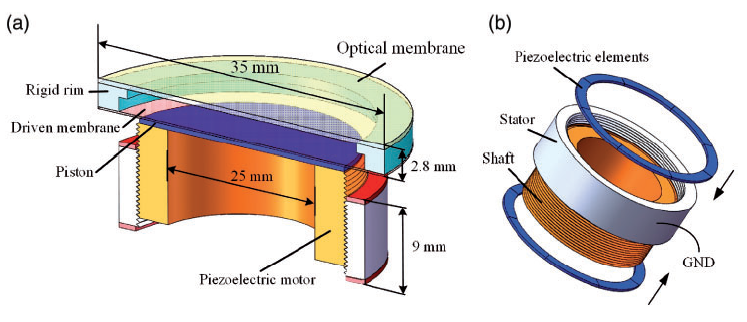 (a)
Optical membrane
35 mm
Rigid rim
Driven membrane
Piston
2.8 mm
25 mm
9 mm
Piezoelectric motor
(b)
Piezoelectric elements
Stator
Shaft
GND